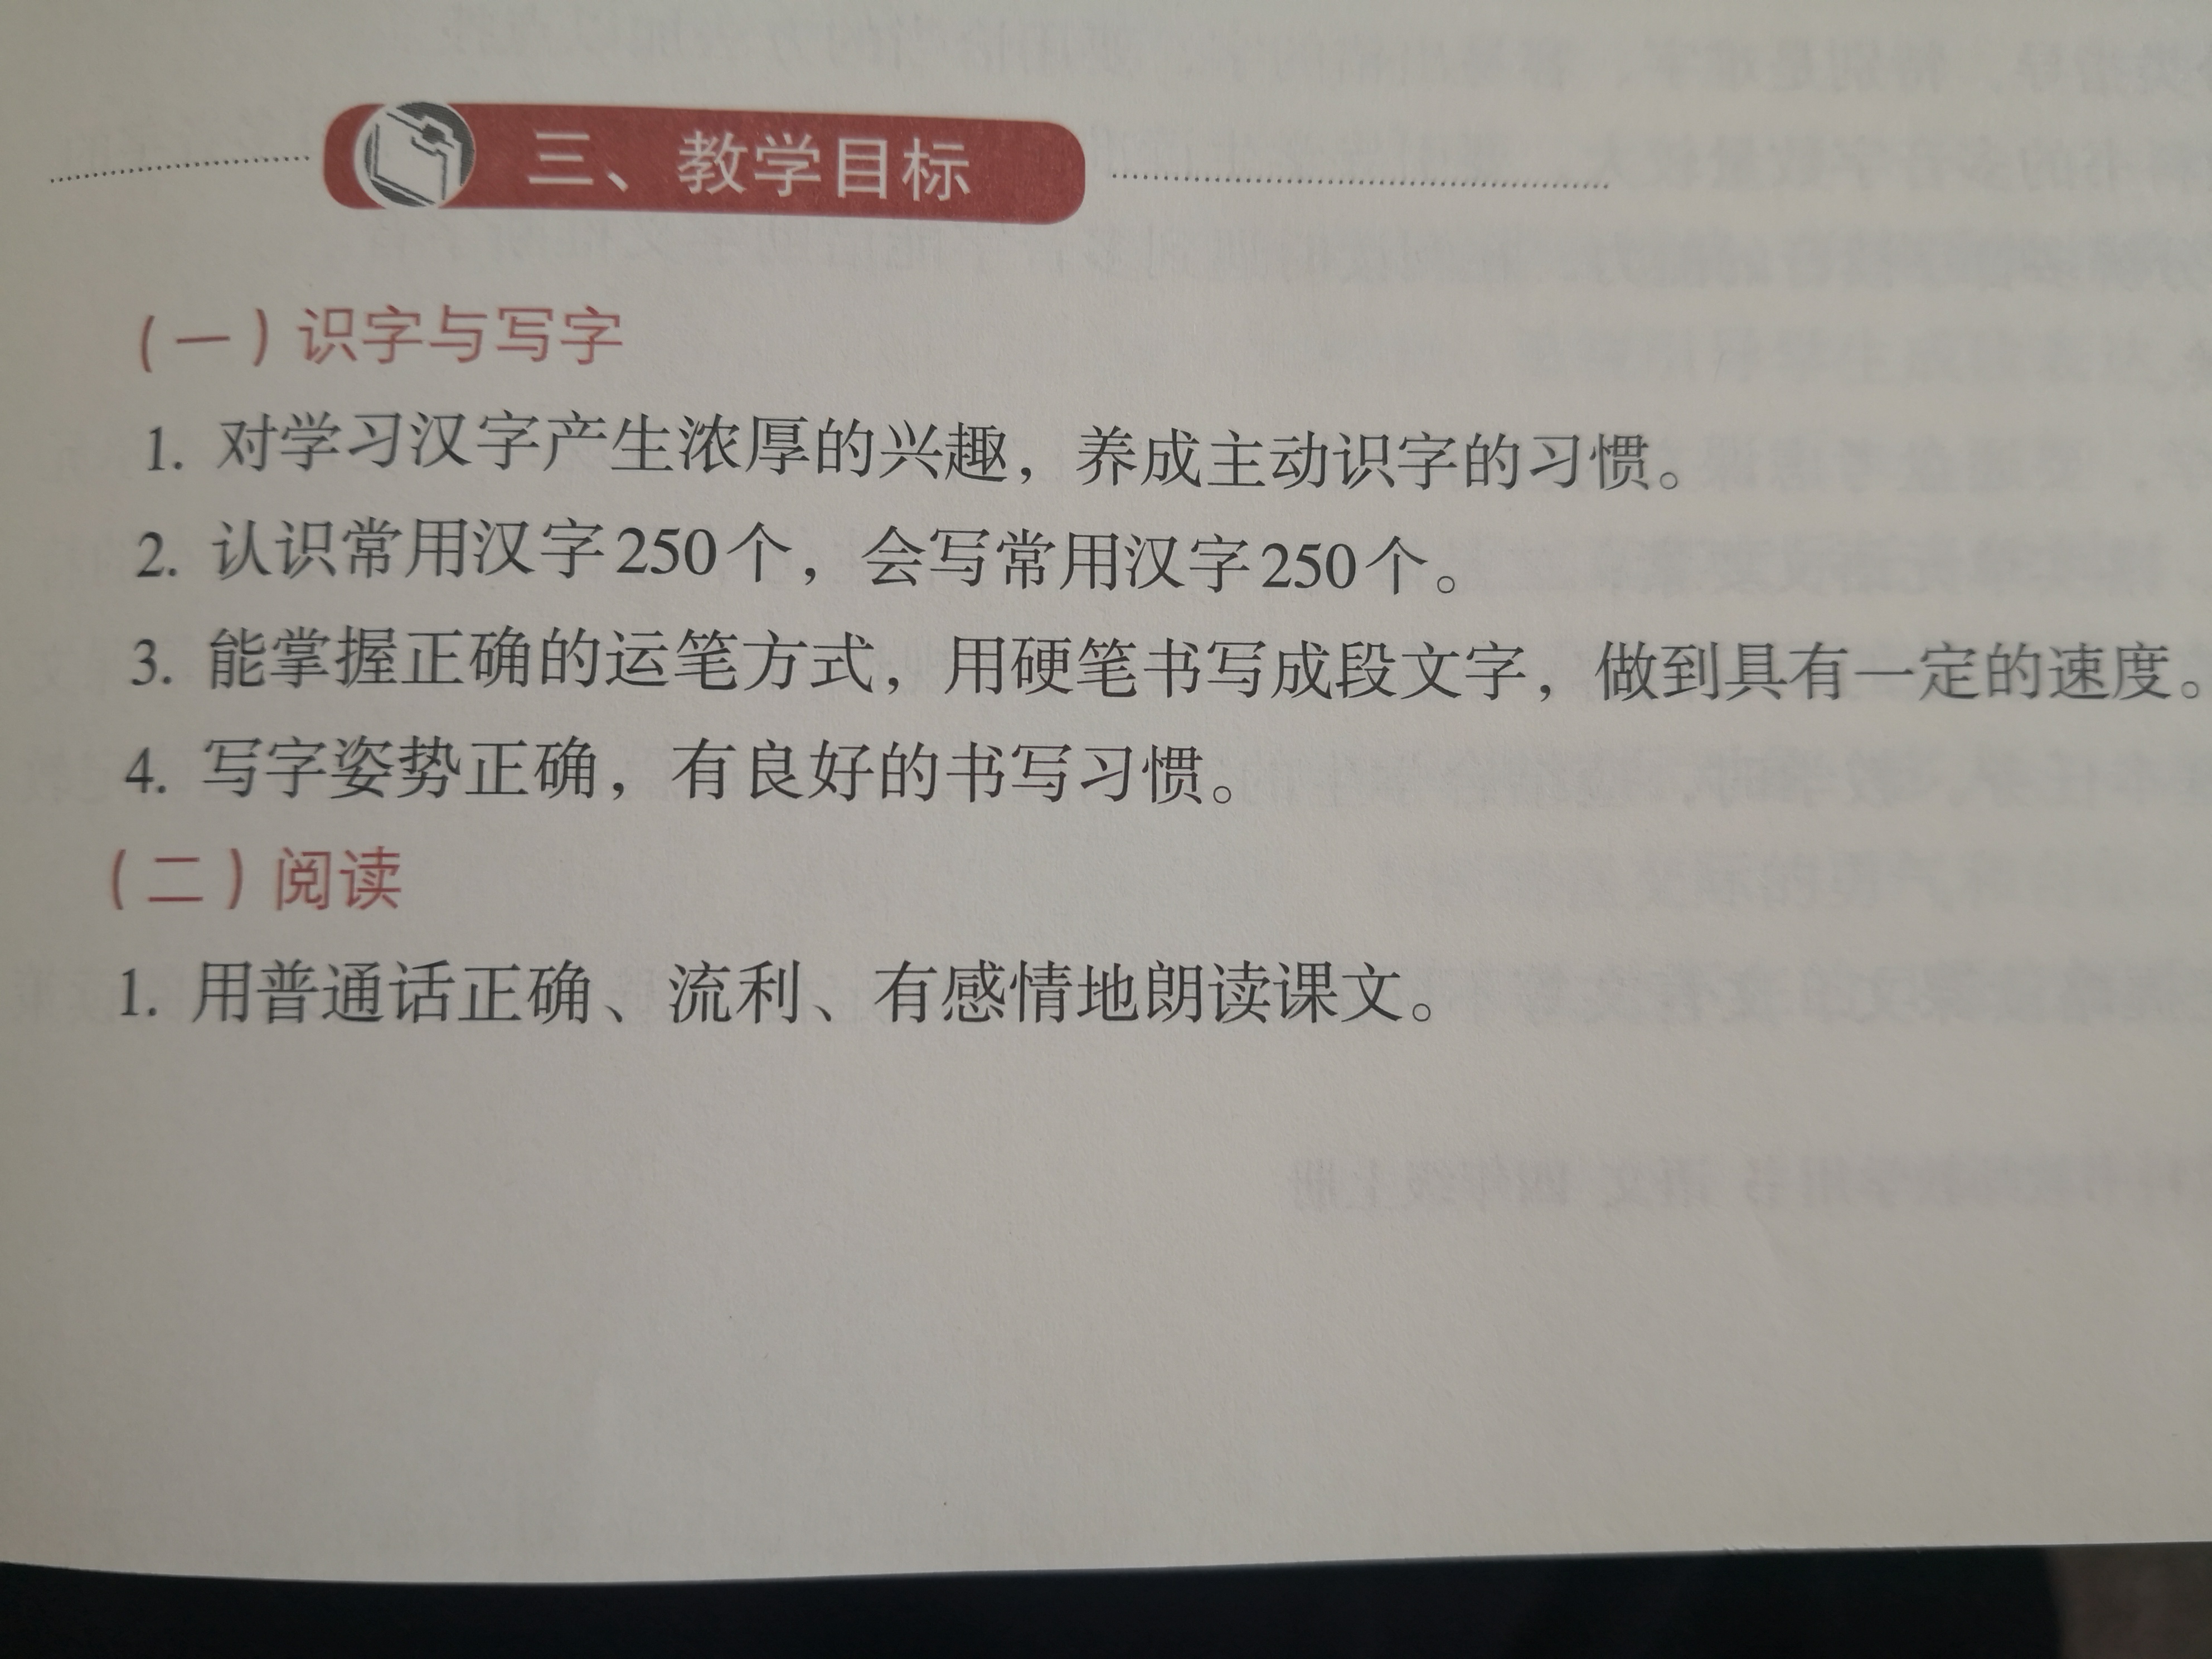 三、教学目标
（一）识字与写字
1. 对学习汉字产生浓厚的兴趣，养成主动识字的习惯。
2. 认识常用汉字250个，会写常用汉字250个。
3. 能掌握正确的运笔方式，用硬笔书写成段文字，做到具有一定的速度。
4. 写字姿势正确，有良好的书写习惯。
（二）阅读
1. 用普通话正确、流利、有感情地朗读课文。